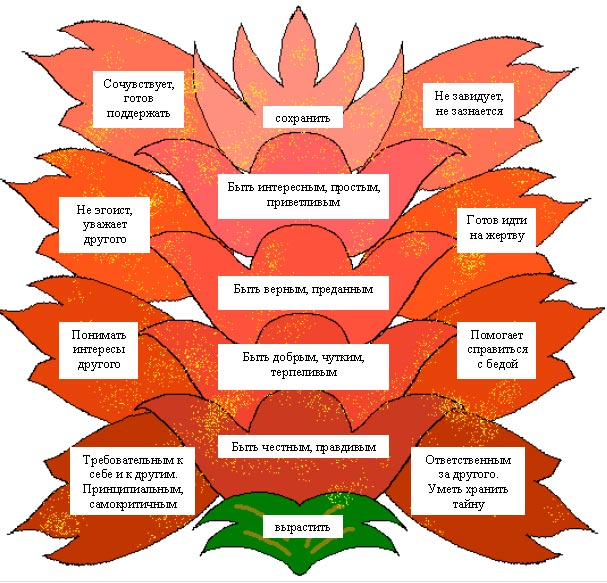 Сочувствует,
готов
поддержать
сохранить
Не завидует,
не зазнается
Быть интересным, простым,
приветливым
Не эгоист,
уважает
другого
Готов идти
на жертву
Быть верным, преданным
Понимать
интересы
другого
Быть добрым, чутким,
терпеливым
Помогает
справиться
с бедой
Быть честным, правдивым
Требовательным к
себе и к другим.
Принципиальным,
самокритичным
Ответственным
за другого.
Уметь хранить
тайну
вырастить